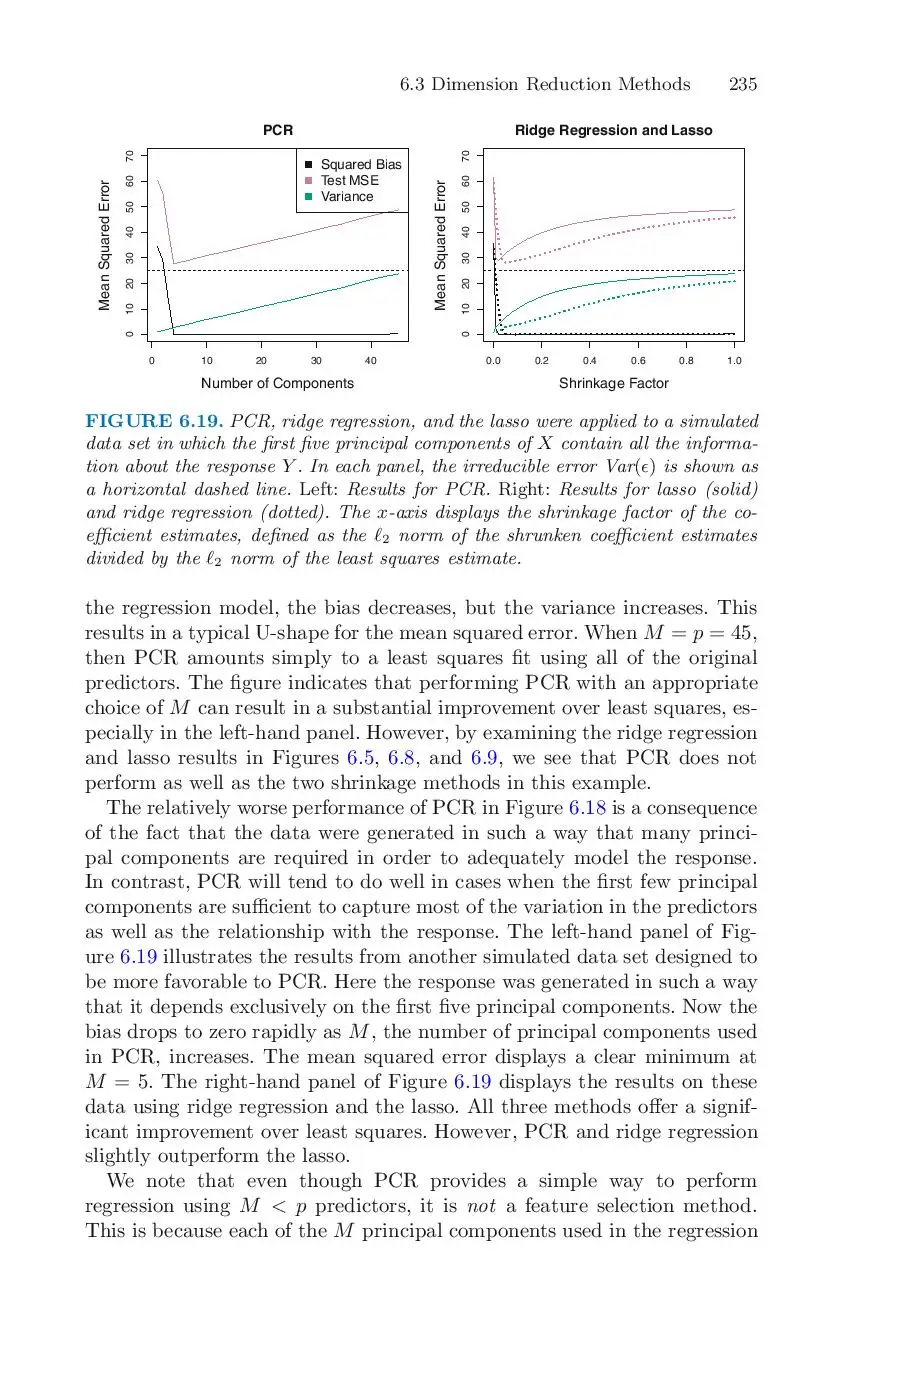 6.3 Dimension Reduction Methods 235
PCR
Ridge Regression and Lasso
Mean Squared Error
0 10 20 30 40 50 60 70
Squared Bias
Test MSE
Variance
0 10 20 30 40
Number of Components
Mean Squared Error
0 10 20 30 40 50 60 70
0.0 0.2 0.4 0.6 0.8 1.0
Shrinkage Factor
FIGURE 6.19. PCR, ridge regression, and the lasso were applied to a simulated
data set in which the first five principal components of X contain all the informa-
tion about the response Y. In each panel, the irreducible error Var(ϵ) is shown as
a horizontal dashed line. Left: Results for PCR. Right: Results for lasso (solid)
and ridge regression (dotted). The x-axis displays the shrinkage factor of the co-
efficient estimates, defined as the ℓ₂ norm of the shrunken coefficient estimates
divided by the ℓ₂ norm of the least squares estimate.
the regression model, the bias decreases, but the variance increases. This
results in a typical U-shape for the mean squared error. When M = p = 45,
then PCR amounts simply to a least squares fit using all of the original
predictors. The figure indicates that performing PCR with an appropriate
choice of M can result in a substantial improvement over least squares, es-
pecially in the left-hand panel. However, by examining the ridge regression
and lasso results in Figures 6.5, 6.8, and 6.9, we see that PCR does not
perform as well as the two shrinkage methods in this example.
The relatively worse performance of PCR in Figure 6.18 is a consequence
of the fact that the data were generated in such a way that many princi-
pal components are required in order to adequately model the response.
In contrast, PCR will tend to do well in cases when the first few principal
components are sufficient to capture most of the variation in the predictors
as well as the relationship with the response. The left-hand panel of Fig-
ure 6.19 illustrates the results from another simulated data set designed to
be more favorable to PCR. Here the response was generated in such a way
that it depends exclusively on the first five principal components. Now the
bias drops to zero rapidly as M, the number of principal components used
in PCR, increases. The mean squared error displays a clear minimum at
M = 5. The right-hand panel of Figure 6.19 displays the results on these
data using ridge regression and the lasso. All three methods offer a signif-
icant improvement over least squares. However, PCR and ridge regression
slightly outperform the lasso.
We note that even though PCR provides a simple way to perform
regression using M < p predictors, it is not a feature selection method.
This is because each of the M principal components used in the regression